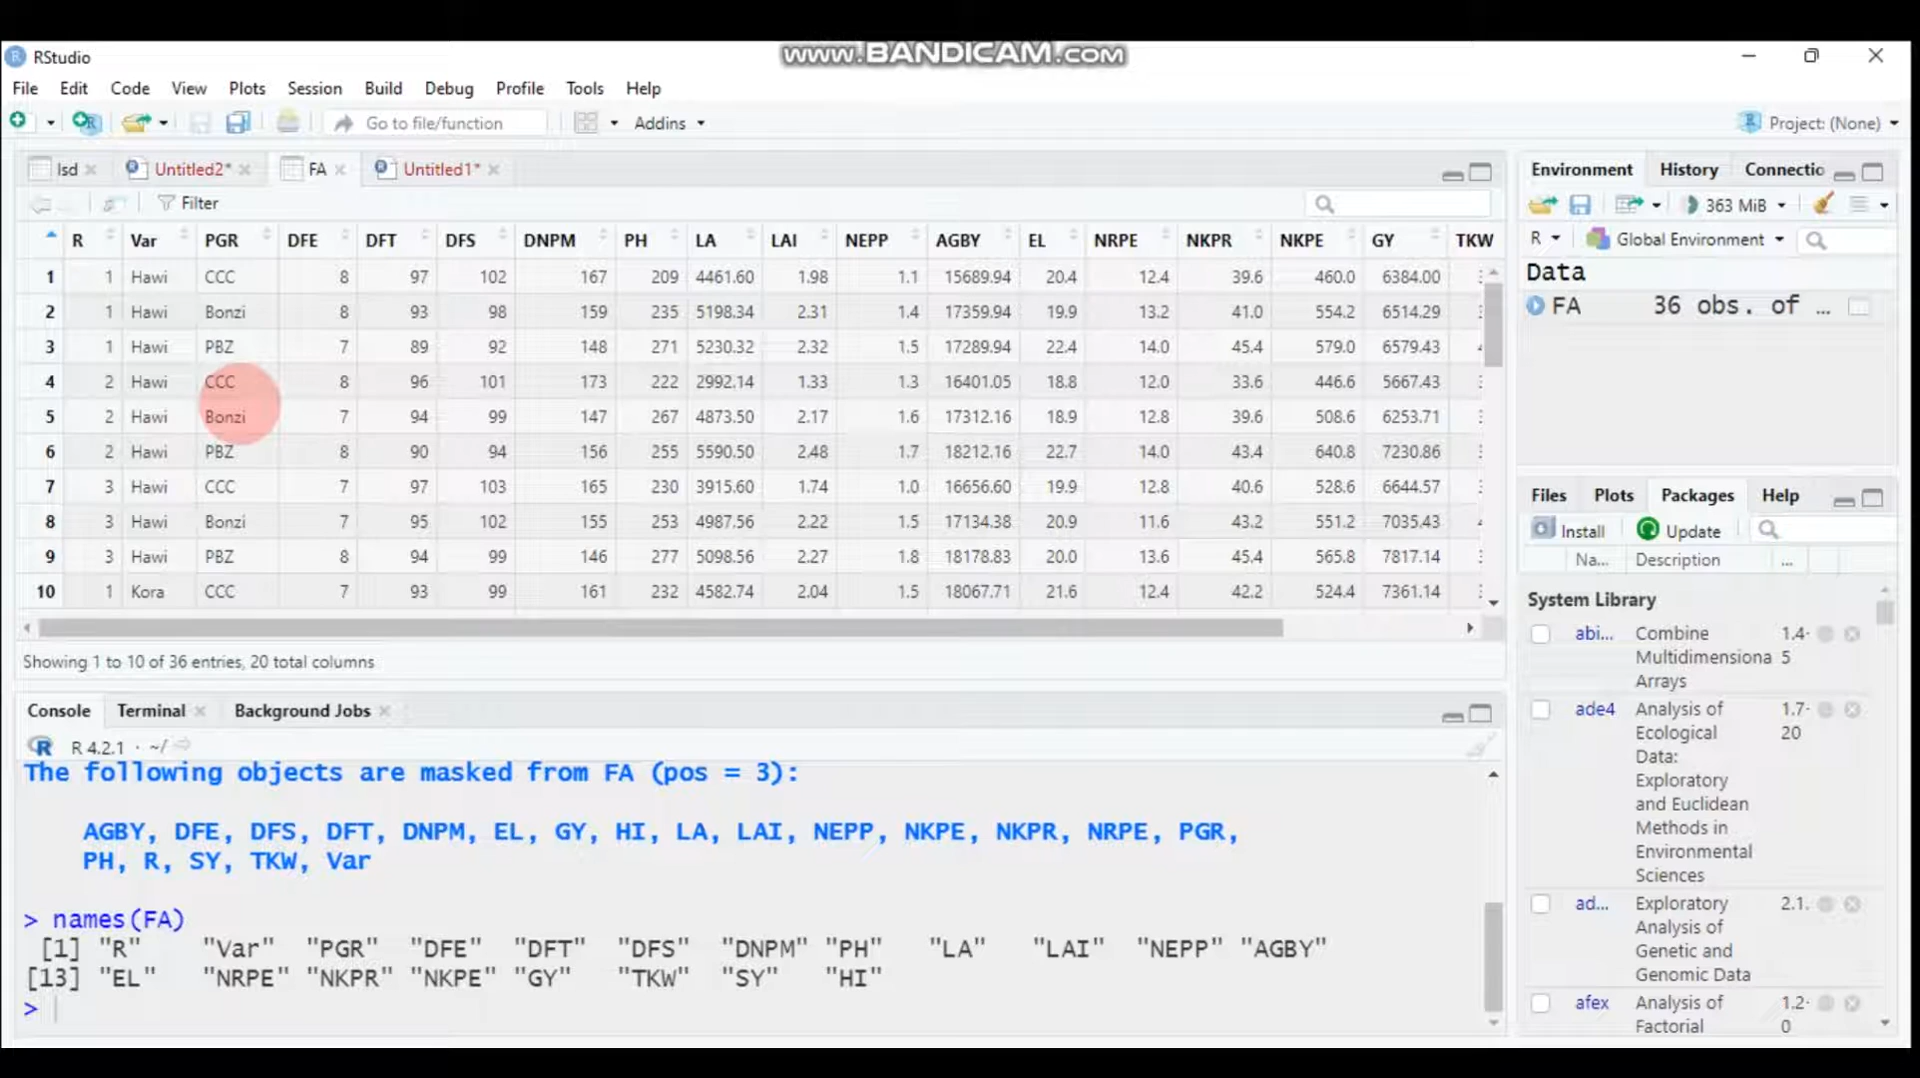 www.BANDICAM.com
RStudio
File Edit Code View Plots Session Build Debug Profile Tools Help
Go to file/function Addins Project: (None)
lsd Untitled2* FA Untitled1*
Filter
R Var PGR DFE DFT DFS DNPM PH LA LAI NEPP AGBY EL NRPE NKPR NKPE GY TKW
1 1 Hawi CCC 8 97 102 167 209 4461.60 1.98 1.1 15689.94 20.4 12.4 39.6 460.0 6384.00
2 1 Hawi Bonzi 8 93 98 159 235 5198.34 2.31 1.4 17359.94 19.9 13.2 41.0 554.2 6514.29
3 1 Hawi PBZ 7 89 92 148 271 5230.32 2.32 1.5 17289.94 22.4 14.0 45.4 579.0 6579.43
4 2 Hawi CCC 8 96 101 173 222 2992.14 1.33 1.3 16401.05 18.8 12.0 33.6 446.6 5667.43
5 2 Hawi Bonzi 7 94 99 147 267 4873.50 2.17 1.6 17312.16 18.9 12.8 39.6 508.6 6253.71
6 2 Hawi PBZ 8 90 94 156 255 5590.50 2.48 1.7 18212.16 22.7 14.0 43.4 640.8 7230.86
7 3 Hawi CCC 7 97 103 165 230 3915.60 1.74 1.0 16656.60 19.9 12.8 40.6 528.6 6644.57
8 3 Hawi Bonzi 7 95 102 155 253 4987.56 2.22 1.5 17134.38 20.9 11.6 43.2 551.2 7035.43
9 3 Hawi PBZ 8 94 99 146 277 5098.56 2.27 1.8 18178.83 20.0 13.6 45.4 565.8 7817.14
10 1 Kora CCC 7 93 99 161 232 4582.74 2.04 1.5 18067.71 21.6 12.4 42.2 524.4 7361.14
Showing 1 to 10 of 36 entries, 20 total columns
Console Terminal Background Jobs
R 4.2.1 · ~/
The following objects are masked from FA (pos = 3):
AGBY, DFE, DFS, DFT, DNPM, EL, GY, HI, LA, LAI, NEPP, NKPE, NKPR, NRPE, PGR,
PH, R, SY, TKW, Var
> names(FA)
[1] "R" "Var" "PGR" "DFE" "DFT" "DFS" "DNPM" "PH" "LA" "LAI" "NEPP" "AGBY"
[13] "EL" "NRPE" "NKPR" "NKPE" "GY" "TKW" "SY" "HI"
>
Environment History Connectio
363 MiB
R Global Environment
Data
FA 36 obs. of ...
Files Plots Packages Help
Install Update
Na... Description ...
System Library
abi... Combine 1.4-
Multidimensiona 5
Arrays
ade4 Analysis of 1.7-
Ecological 20
Data:
Exploratory
and Euclidean
Methods in
Environmental
Sciences
ad... Exploratory 2.1.
Analysis of
Genetic and
Genomic Data
afex Analysis of 1.2-
Factorial 0